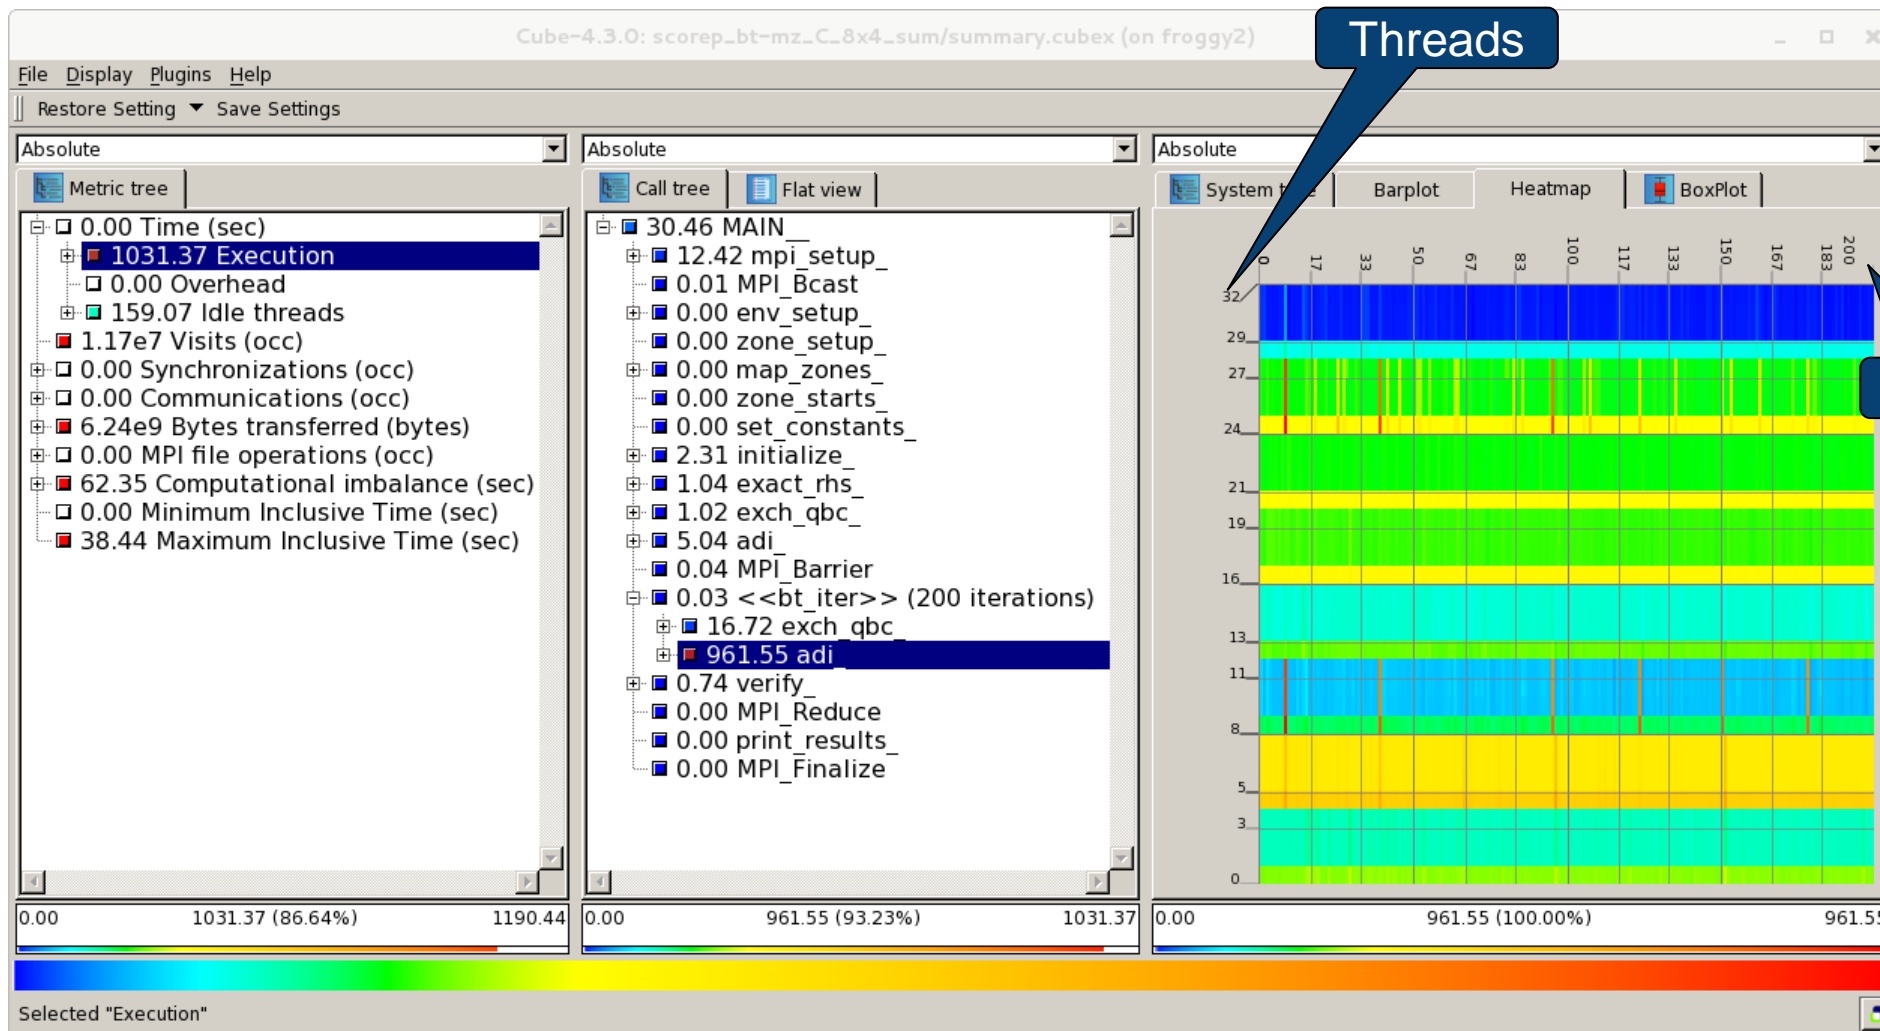 Cube-4.3.0: scorep_bt-mz_C_8x4_sum/summary.cubex (on froggy2)
Threads
File Display Plugins Help
Restore Setting Save Settings
Absolute
Metric tree
0.00 Time (sec)
1031.37 Execution
0.00 Overhead
159.07 Idle threads
1.17e7 Visits (occ)
0.00 Synchronizations (occ)
0.00 Communications (occ)
6.24e9 Bytes transferred (bytes)
0.00 MPI file operations (occ)
62.35 Computational imbalance (sec)
0.00 Minimum Inclusive Time (sec)
38.44 Maximum Inclusive Time (sec)
0.00 1031.37 (86.64%) 1190.44
Absolute
Call tree Flat view
30.46 MAIN__
12.42 mpi_setup_
0.01 MPI_Bcast
0.00 env_setup_
0.00 zone_setup_
0.00 map_zones_
0.00 zone_starts_
0.00 set_constants_
2.31 initialize_
1.04 exact_rhs_
1.02 exch_qbc_
5.04 adi_
0.04 MPI_Barrier
0.03 <<bt_iter>> (200 iterations)
16.72 exch_qbc_
961.55 adi_
0.74 verify_
0.00 MPI_Reduce
0.00 print_results_
0.00 MPI_Finalize
0.00 961.55 (93.23%) 1031.37
Absolute
System Barplot Heatmap BoxPlot
0 17 33 50 67 83 100 117 133 150 167 183 200
32
29
27
24
21
19
16
13
11
8
5
3
0
0.00 961.55 (100.00%) 961.55
Selected "Execution"